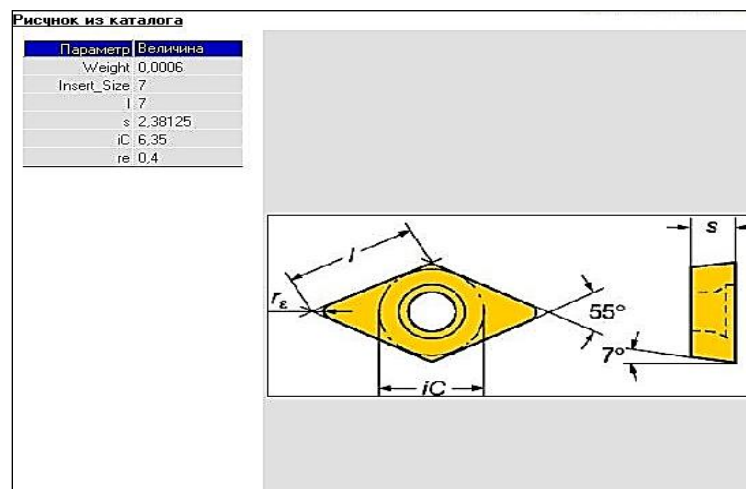 Рисунок из каталога
Параметр Величина
Weight 0,0006
Insert_Size 7
l 7
s 2,38125
iC 6,35
re 0,4
s
l
rε
55°
7°
iC